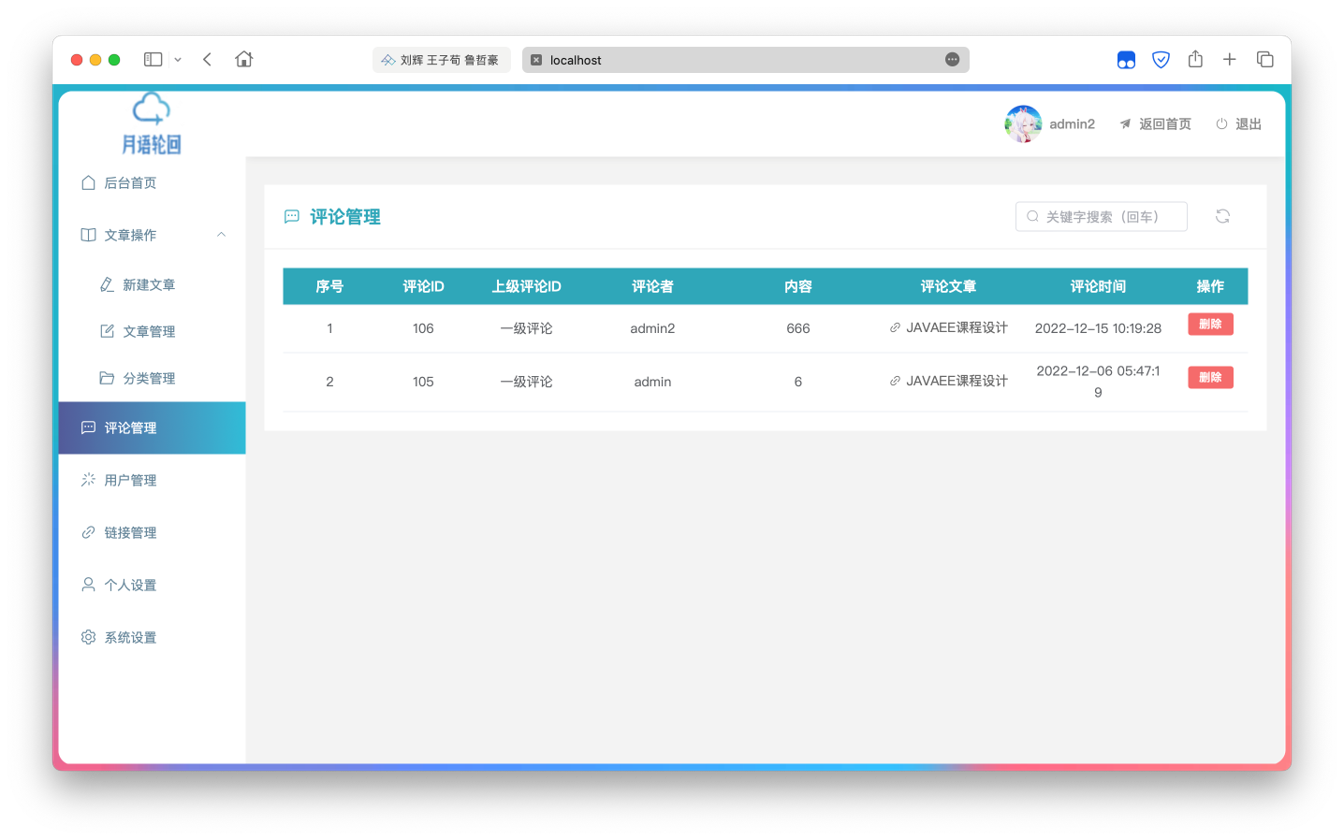 刘辉 王子荀 鲁哲豪
localhost
月语轮回
admin2
返回首页
退出
后台首页
文章操作
新建文章
文章管理
分类管理
评论管理
用户管理
链接管理
个人设置
系统设置
评论管理
关键字搜索（回车）
序号 评论ID 上级评论ID 评论者 内容 评论文章 评论时间 操作
1 106 一级评论 admin2 666 JAVAEE课程设计 2022-12-15 10:19:28 删除
2 105 一级评论 admin 6 JAVAEE课程设计 2022-12-06 05:47:1 删除
9